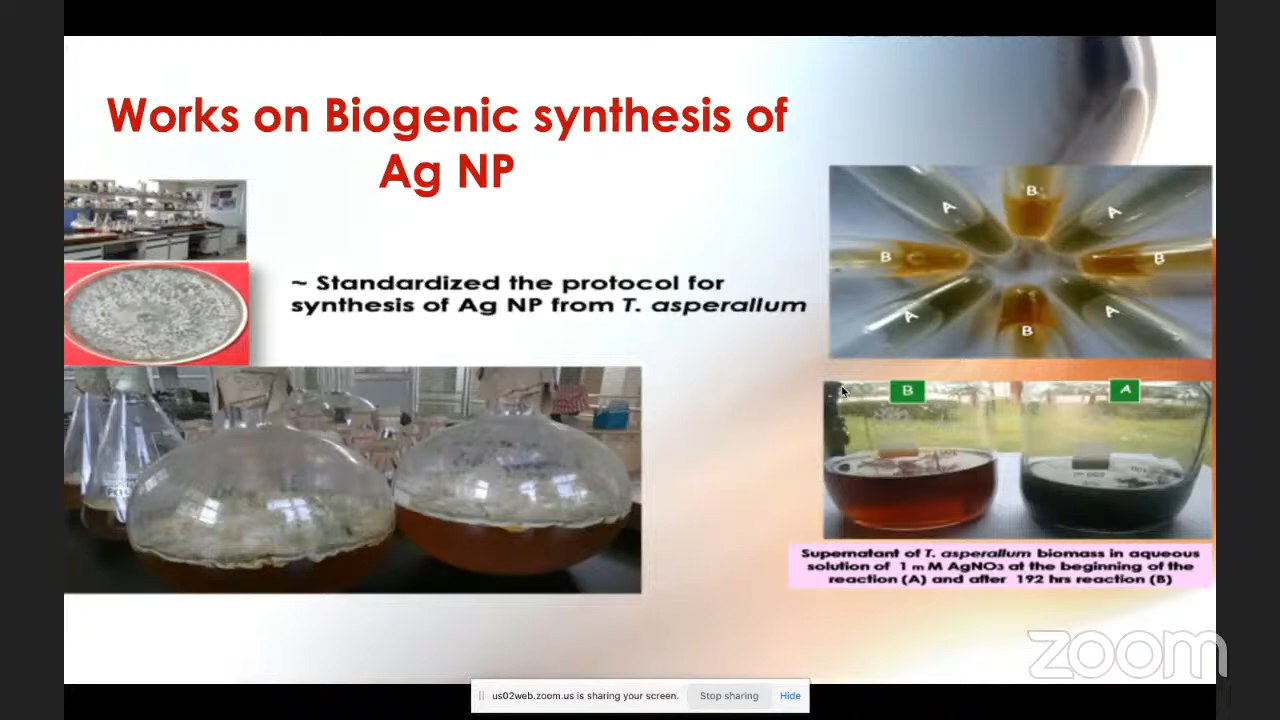 Works on Biogenic synthesis of
Ag NP
~ Standardized the protocol for
synthesis of Ag NP from T. asperallum
B
A
A
B
B
A
A
B
B
A
Supernatant of T. asperallum biomass in aqueous
solution of 1 m M AgNO3 at the beginning of the
reaction (A) and after 192 hrs reaction (B)
zoom
us02web.zoom.us is sharing your screen.
Stop sharing
Hide